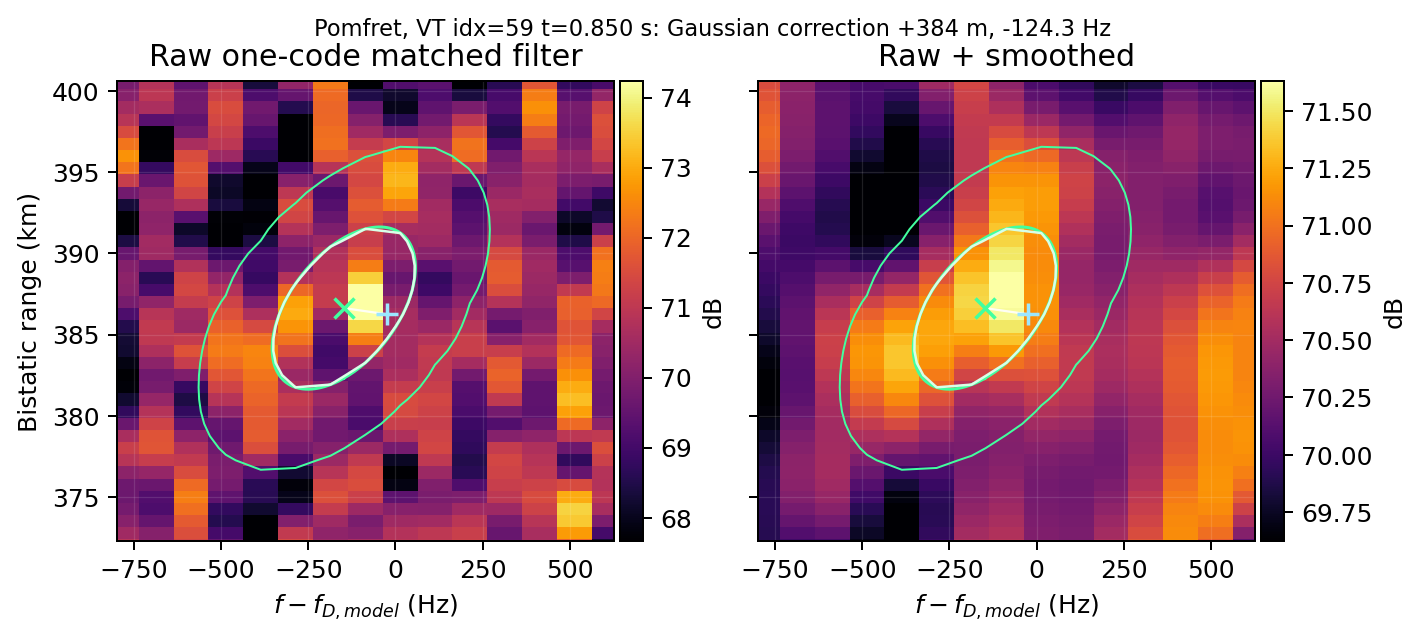 Pomfret, VT idx=59 t=0.850 s: Gaussian correction +384 m, -124.3 Hz
Raw one-code matched filter
Raw + smoothed
Bistatic range (km)
400
395
390
385
380
375
−750 −500 −250 0 250 500
f − f_{D, model} (Hz)
74
73
72
71
70
69
68
dB
−750 −500 −250 0 250 500
f − f_{D, model} (Hz)
71.50
71.25
71.00
70.75
70.50
70.25
70.00
69.75
dB